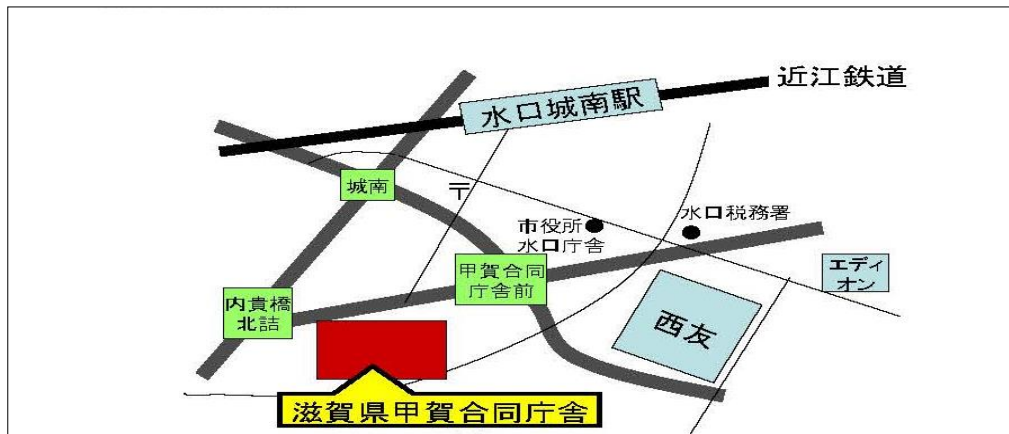 近江鉄道
水口城南駅
城南
〒
水口税務署
市役所
水口庁舎
エディ
オン
甲賀合同
庁舎前
内貴橋
北詰
西友
滋賀県甲賀合同庁舎